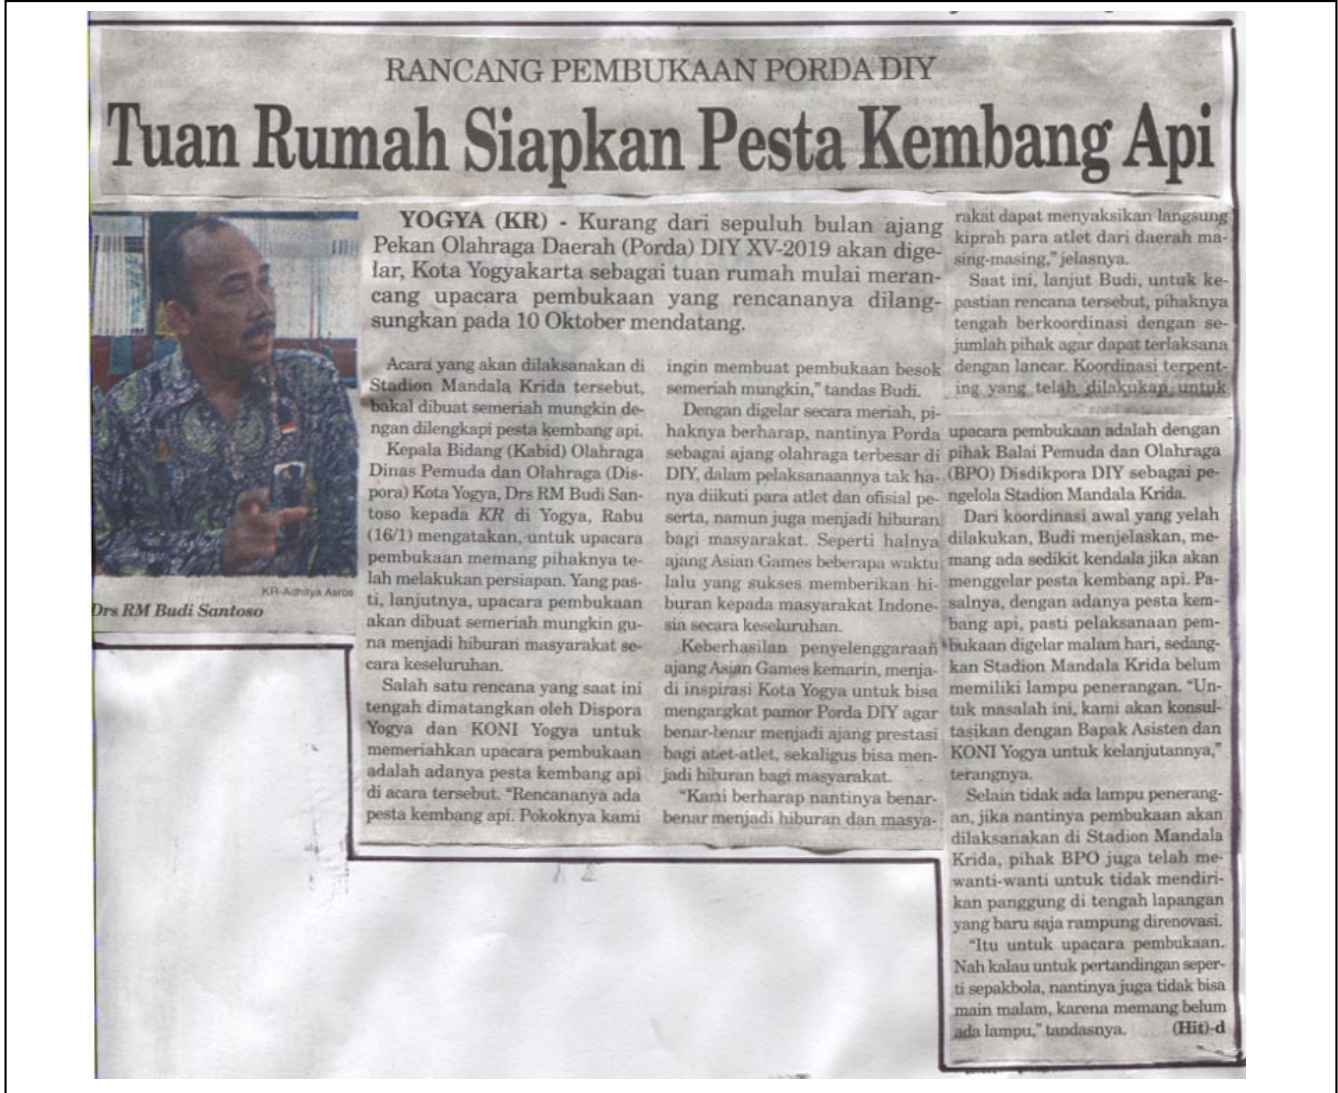 RANCANG PEMBUKAAN PORDA DIY
Tuan Rumah Siapkan Pesta Kembang Api
KR-Adhitya Asros
Drs RM Budi Santoso
YOGYA (KR) - Kurang dari sepuluh bulan ajang
Pekan Olahraga Daerah (Porda) DIY XV-2019 akan dige-
lar, Kota Yogyakarta sebagai tuan rumah mulai meran-
cang upacara pembukaan yang rencananya dilang-
sungkan pada 10 Oktober mendatang.
Acara yang akan dilaksanakan di
Stadion Mandala Krida tersebut,
bakal dibuat semeriah mungkin de-
ngan dilengkapi pesta kembang api.
Kepala Bidang (Kabid) Olahraga
Dinas Pemuda dan Olahraga (Dis-
pora) Kota Yogya, Drs RM Budi San-
toso kepada KR di Yogya, Rabu
(16/1) mengatakan, untuk upacara
pembukaan memang pihaknya te-
lah melakukan persiapan. Yang pas-
ti, lanjutnya, upacara pembukaan
akan dibuat semeriah mungkin gu-
na menjadi hiburan masyarakat se-
cara keseluruhan.
Salah satu rencana yang saat ini
tengah dimatangkan oleh Dispora
Yogya dan KONI Yogya untuk
memeriahkan upacara pembukaan
adalah adanya pesta kembang api
di acara tersebut. “Rencananya ada
pesta kembang api. Pokoknya kami
ingin membuat pembukaan besok
semeriah mungkin,” tandas Budi.
Dengan digelar secara meriah, pi-
haknya berharap, nantinya Porda
sebagai ajang olahraga terbesar di
DIY, dalam pelaksanaannya tak ha-
nya diikuti para atlet dan ofisial pe-
serta, namun juga menjadi hiburan
bagi masyarakat. Seperti halnya
ajang Asian Games beberapa waktu
lalu yang sukses memberikan hi-
buran kepada masyarakat Indone-
sia secara keseluruhan.
Keberhasilan penyelenggaraan
ajang Asian Games kemarin, menja-
di inspirasi Kota Yogya untuk bisa
mengangkat pamor Porda DIY agar
benar-benar menjadi ajang prestasi
bagi atlet-atlet, sekaligus bisa men-
jadi hiburan bagi masyarakat.
“Kami berharap nantinya benar-
benar menjadi hiburan dan masya-
rakat dapat menyaksikan langsung
kiprah para atlet dari daerah ma-
sing-masing,” jelasnya.
Saat ini, lanjut Budi, untuk ke-
pastian rencana tersebut, pihaknya
tengah berkoordinasi dengan se-
jumlah pihak agar dapat terlaksana
dengan lancar. Koordinasi terpent-
ing yang telah dilakukan untuk
upacara pembukaan adalah dengan
pihak Balai Pemuda dan Olahraga
(BPO) Disdikpora DIY sebagai pe-
ngelola Stadion Mandala Krida.
Dari koordinasi awal yang yelah
dilakukan, Budi menjelaskan, me-
mang ada sedikit kendala jika akan
menggelar pesta kembang api. Pa-
salnya, dengan adanya pesta kem-
bang api, pasti pelaksanaan pem-
bukaan digelar malam hari, sedang-
kan Stadion Mandala Krida belum
memiliki lampu penerangan. “Un-
tuk masalah ini, kami akan konsul-
tasikan dengan Bapak Asisten dan
KONI Yogya untuk kelanjutannya,”
terangnya.
Selain tidak ada lampu penerang-
an, jika nantinya pembukaan akan
dilaksanakan di Stadion Mandala
Krida, pihak BPO juga telah me-
wanti-wanti untuk tidak mendiri-
kan panggung di tengah lapangan
yang baru saja rampung direnovasi.
“Itu untuk upacara pembukaan.
Nah kalau untuk pertandingan seper-
ti sepakbola, nantinya juga tidak bisa
main malam, karena memang belum
ada lampu,” tandasnya. (Hit)-d